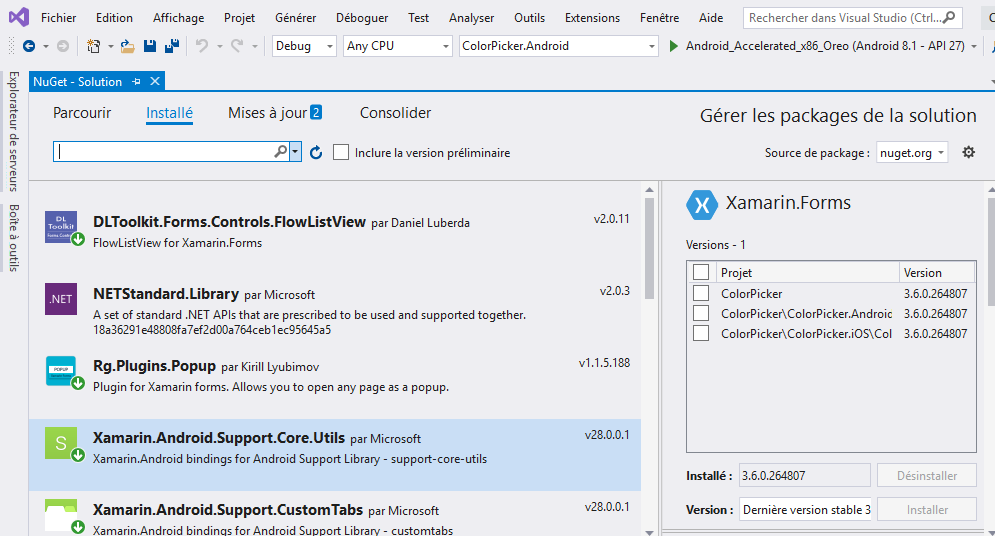 Fichier Edition Affichage Projet Générer Déboguer Test Analyser Outils Extensions Fenêtre Aide Rechercher dans Visual Studio (Ctrl...
Debug Any CPU ColorPicker.Android Android_Accelerated_x86_Oreo (Android 8.1 - API 27)
Explorateur de serveurs
Boîte à outils
NuGet - Solution
Parcourir Installé Mises à jour 2 Consolider
Gérer les packages de la solution
Inclure la version préliminaire
Source de package : nuget.org
DLToolkit.Forms.Controls.FlowListView par Daniel Luberda v2.0.11
DL
Toolkit
FlowListView for Xamarin.Forms
.NET
NETStandard.Library par Microsoft v2.0.3
A set of standard .NET APIs that are prescribed to be used and supported together.
18a36291e48808fa7ef2d00a764ceb1ec95645a5
POPUP
Rg.Plugins.Popup par Kirill Lyubimov v1.1.5.188
Plugin for Xamarin forms. Allows you to open any page as a popup.
S
Xamarin.Android.Support.Core.Utils par Microsoft v28.0.0.1
Xamarin.Android bindings for Android Support Library - support-core-utils
Xamarin.Android.Support.CustomTabs par Microsoft v28.0.0.1
Xamarin.Android bindings for Android Support Library - customtabs
Xamarin.Forms
Versions - 1
Projet Version
ColorPicker 3.6.0.264807
ColorPicker\ColorPicker.Android 3.6.0.264807
ColorPicker\ColorPicker.iOS\Col 3.6.0.264807
Installé : 3.6.0.264807 Désinstaller
Version : Dernière version stable 3 Installer